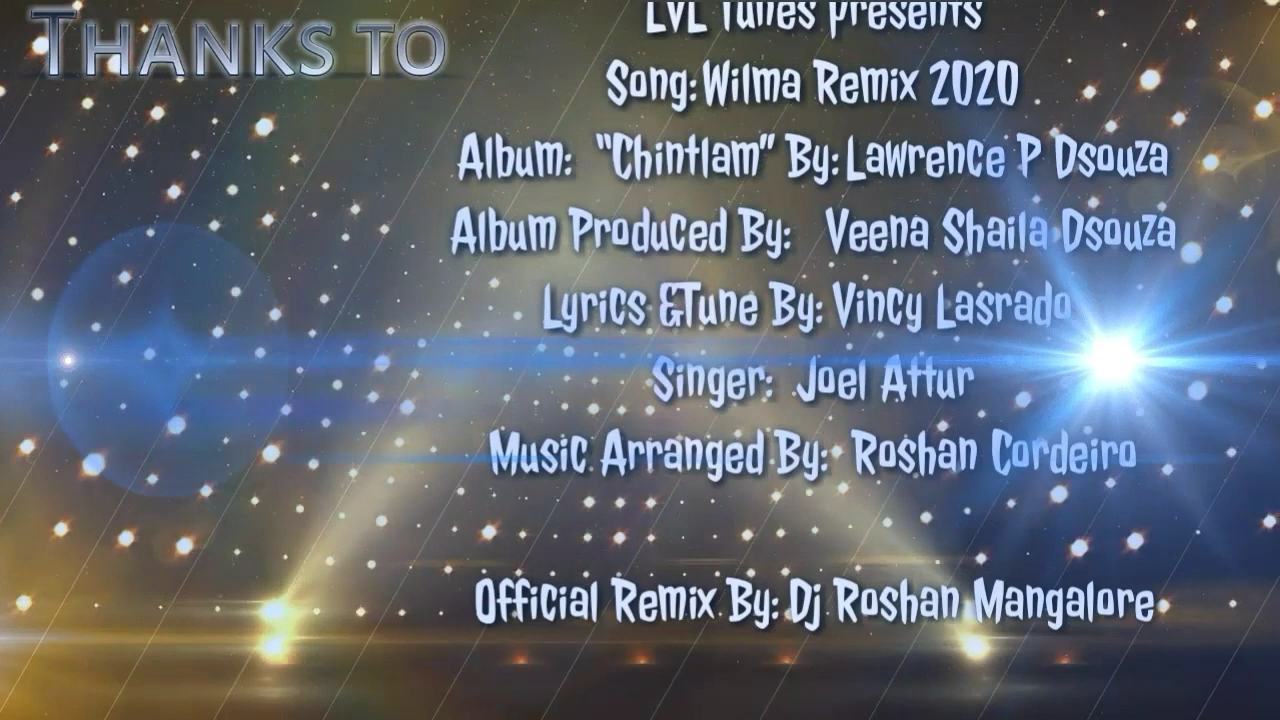 THANKS TO
LVL Tunes presents
Song: Wilma Remix 2020
Album: "Chintlam" By: Lawrence P Dsouza
Album Produced By: Veena Shaila Dsouza
Lyrics &Tune By: Vincy Lasrado
Singer: Joel Attur
Music Arranged By: Roshan Cordeiro
Official Remix By: Dj Roshan Mangalore